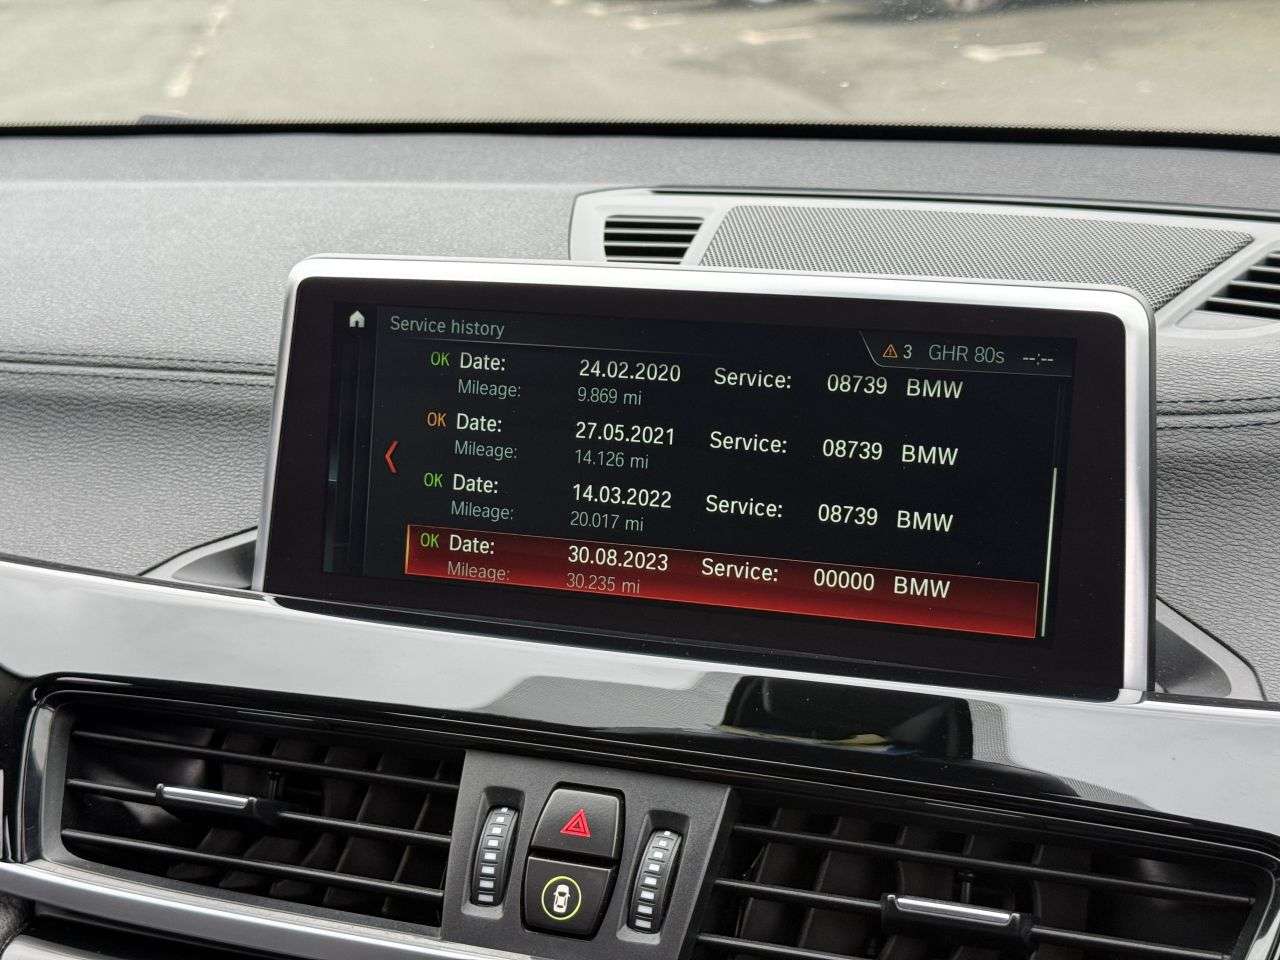 Service history
⚠ 3 GHR 80s --:--
OK Date: 24.02.2020 Service: 08739 BMW
Mileage: 9.869 mi
OK Date: 27.05.2021 Service: 08739 BMW
Mileage: 14.126 mi
OK Date: 14.03.2022 Service: 08739 BMW
Mileage: 20.017 mi
OK Date: 30.08.2023 Service: 00000 BMW
Mileage: 30.235 mi